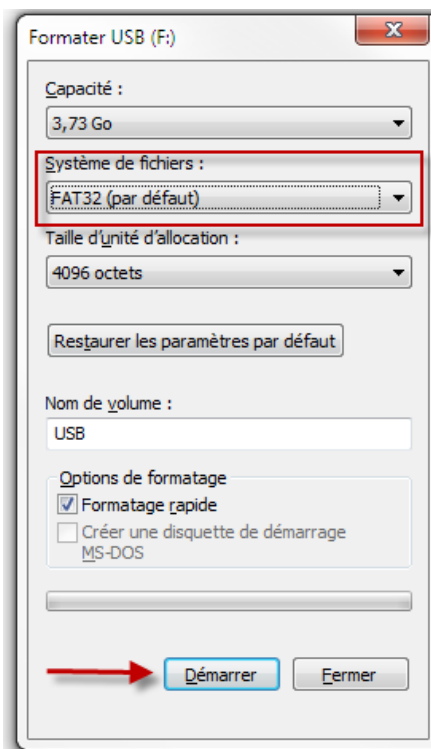 Formater USB (F:)
Capacité :
3,73 Go
Système de fichiers :
FAT32 (par défaut)
Taille d'unité d'allocation :
4096 octets
Restaurer les paramètres par défaut
Nom de volume :
USB
Options de formatage
Formatage rapide
Créer une disquette de démarrage
MS-DOS
Démarrer
Fermer